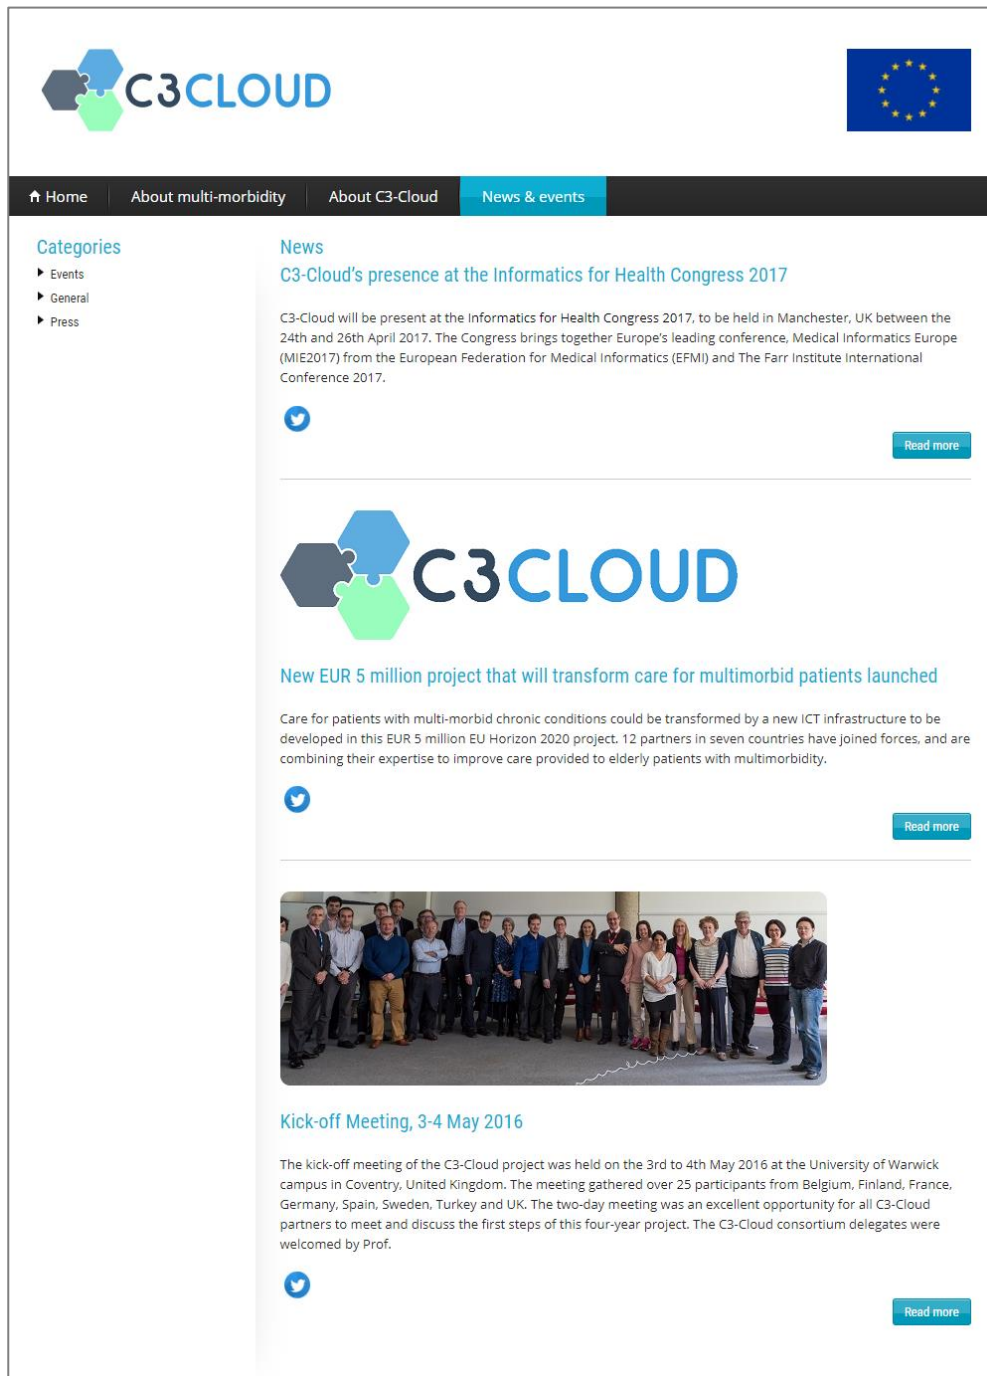 C3CLOUD
Home
About multi-morbidity
About C3-Cloud
News & events
Categories
Events
General
Press
News
C3-Cloud’s presence at the Informatics for Health Congress 2017
C3-Cloud will be present at the Informatics for Health Congress 2017, to be held in Manchester, UK between the
24th and 26th April 2017. The Congress brings together Europe’s leading conference, Medical Informatics Europe
(MIE2017) from the European Federation for Medical Informatics (EFMI) and The Farr Institute International
Conference 2017.
Read more
C3CLOUD
New EUR 5 million project that will transform care for multimorbid patients launched
Care for patients with multi-morbid chronic conditions could be transformed by a new ICT infrastructure to be
developed in this EUR 5 million EU Horizon 2020 project. 12 partners in seven countries have joined forces, and are
combining their expertise to improve care provided to elderly patients with multimorbidity.
Read more
Kick-off Meeting, 3-4 May 2016
The kick-off meeting of the C3-Cloud project was held on the 3rd to 4th May 2016 at the University of Warwick
campus in Coventry, United Kingdom. The meeting gathered over 25 participants from Belgium, Finland, France,
Germany, Spain, Sweden, Turkey and UK. The two-day meeting was an excellent opportunity for all C3-Cloud
partners to meet and discuss the first steps of this four-year project. The C3-Cloud consortium delegates were
welcomed by Prof.
Read more